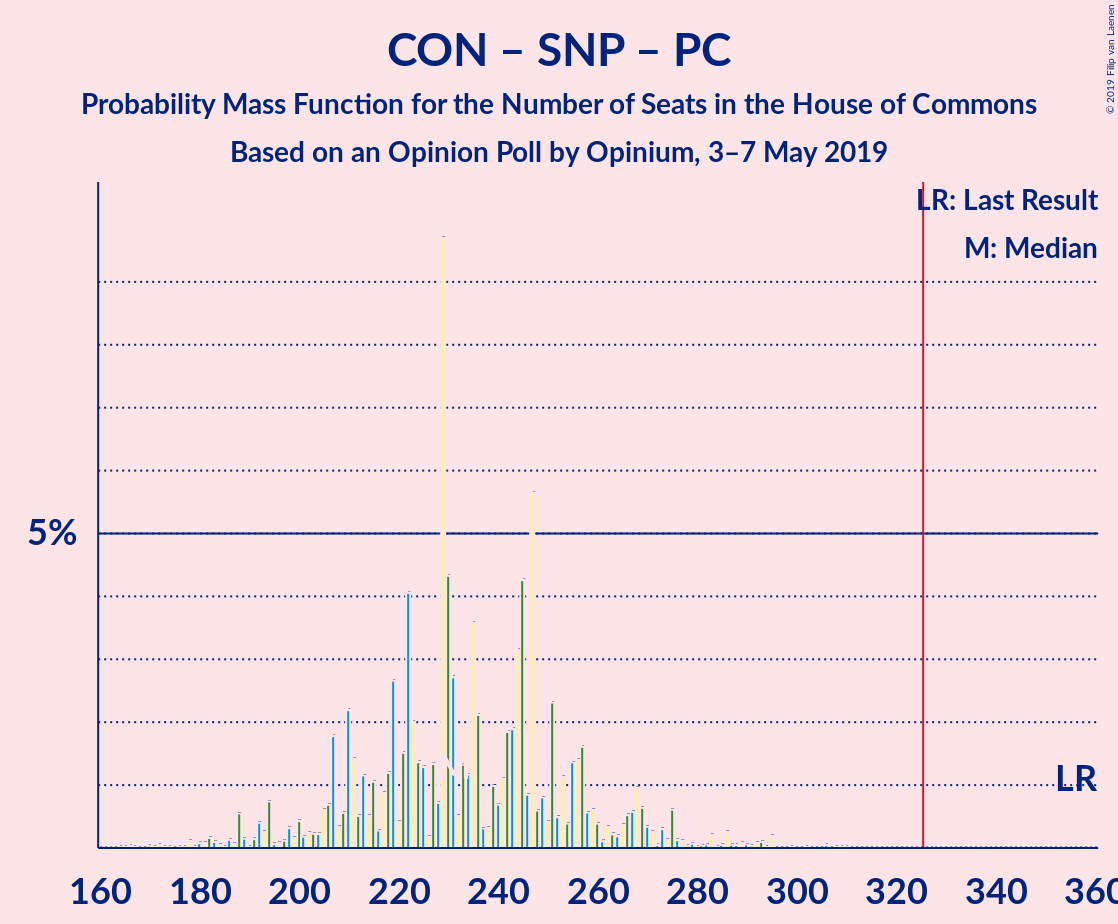 CON – SNP – PC
Probability Mass Function for the Number of Seats in the House of Commons
Based on an Opinion Poll by Opinium, 3–7 May 2019
© 2019 Filip van Laenen
LR: Last Result
M: Median
5%
LR
160 180 200 220 240 260 280 300 320 340 360